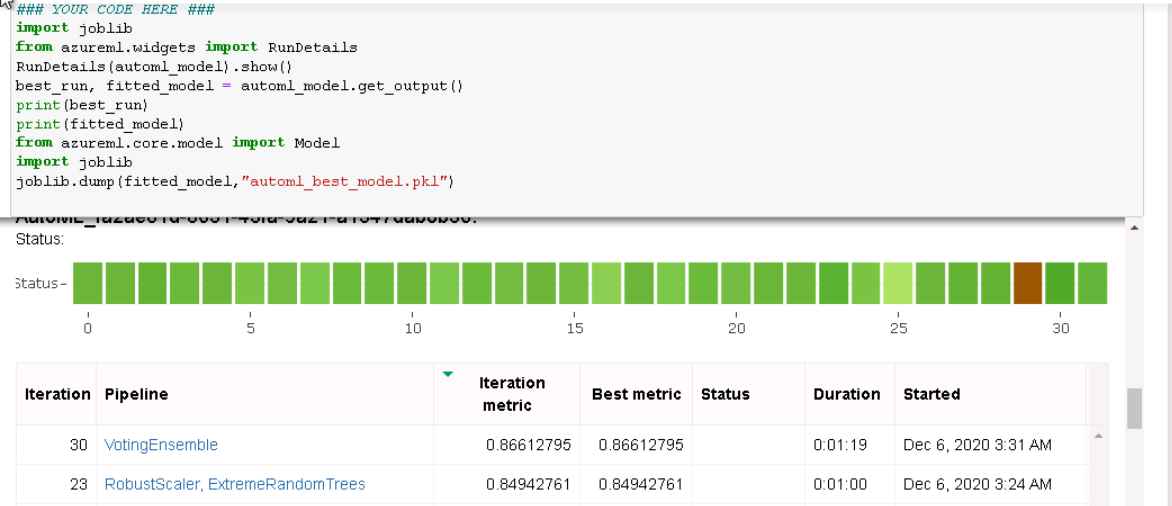 ### YOUR CODE HERE ###
import joblib
from azureml.widgets import RunDetails
RunDetails(automl_model).show()
best_run, fitted_model = automl_model.get_output()
print(best_run)
print(fitted_model)
from azureml.core.model import Model
import joblib
joblib.dump(fitted_model,"automl_best_model.pkl")
Status:
Status
0 5 10 15 20 25 30
Iteration Pipeline Iteration metric Best metric Status Duration Started
30 VotingEnsemble 0.86612795 0.86612795 0:01:19 Dec 6, 2020 3:31 AM
23 RobustScaler, ExtremeRandomTrees 0.84942761 0.84942761 0:01:00 Dec 6, 2020 3:24 AM